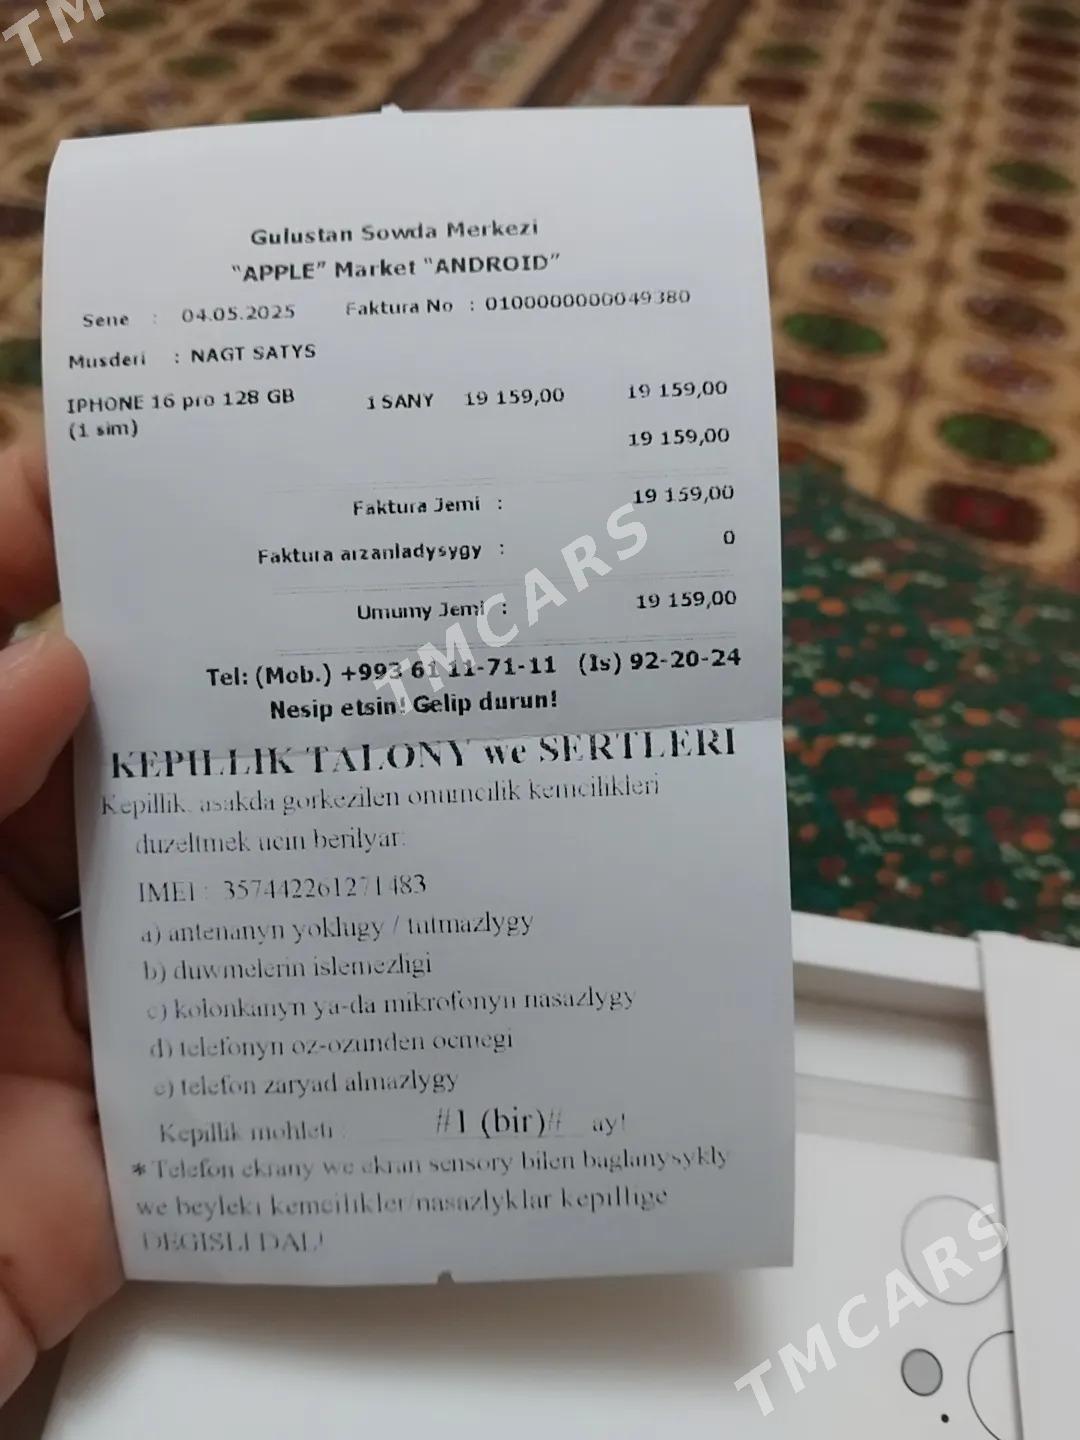 TM
Gulustan Sowda Merkezi
"APPLE" Market "ANDROID"
Sene : 04.05.2025 Faktura No : 0100000000049380
Musderi : NAGT SATYS
IPHONE 16 pro 128 GB 1 SANY 19 159,00 19 159,00
(1 sim)
19 159,00
Faktura Jemi : 19 159,00
Faktura arzanladysygy : 0
Umumy Jemi : 19 159,00
Tel: (Mob.) +993 61 11-71-11 (Is) 92-20-24
Nesip etsin! Gelip durun!
KEPILLIK TALONY we SERTLERI
Kepillik asakda gorkezilen onumcilik kemcilikleri
duzeltmek ucin berilyar:
IMEI : 357442261271483
a) antenanyn yoklugy / tutmazlygy
b) duwmelerin islemezligi
c) kolonkanyn ya-da mikrofonyn nasazlygy
d) telefonyn oz-ozunden ocmegi
e) telefon zaryad almazlygy
Kepillik mohleti : #1 (bir)# ay!
* Telefon ekrany we ekran sensory bilen baglanysykly
we beyleki kemcilikler/nasazlyklar kepillige
DEGISLI DAL!
TMCARS
TMCARS